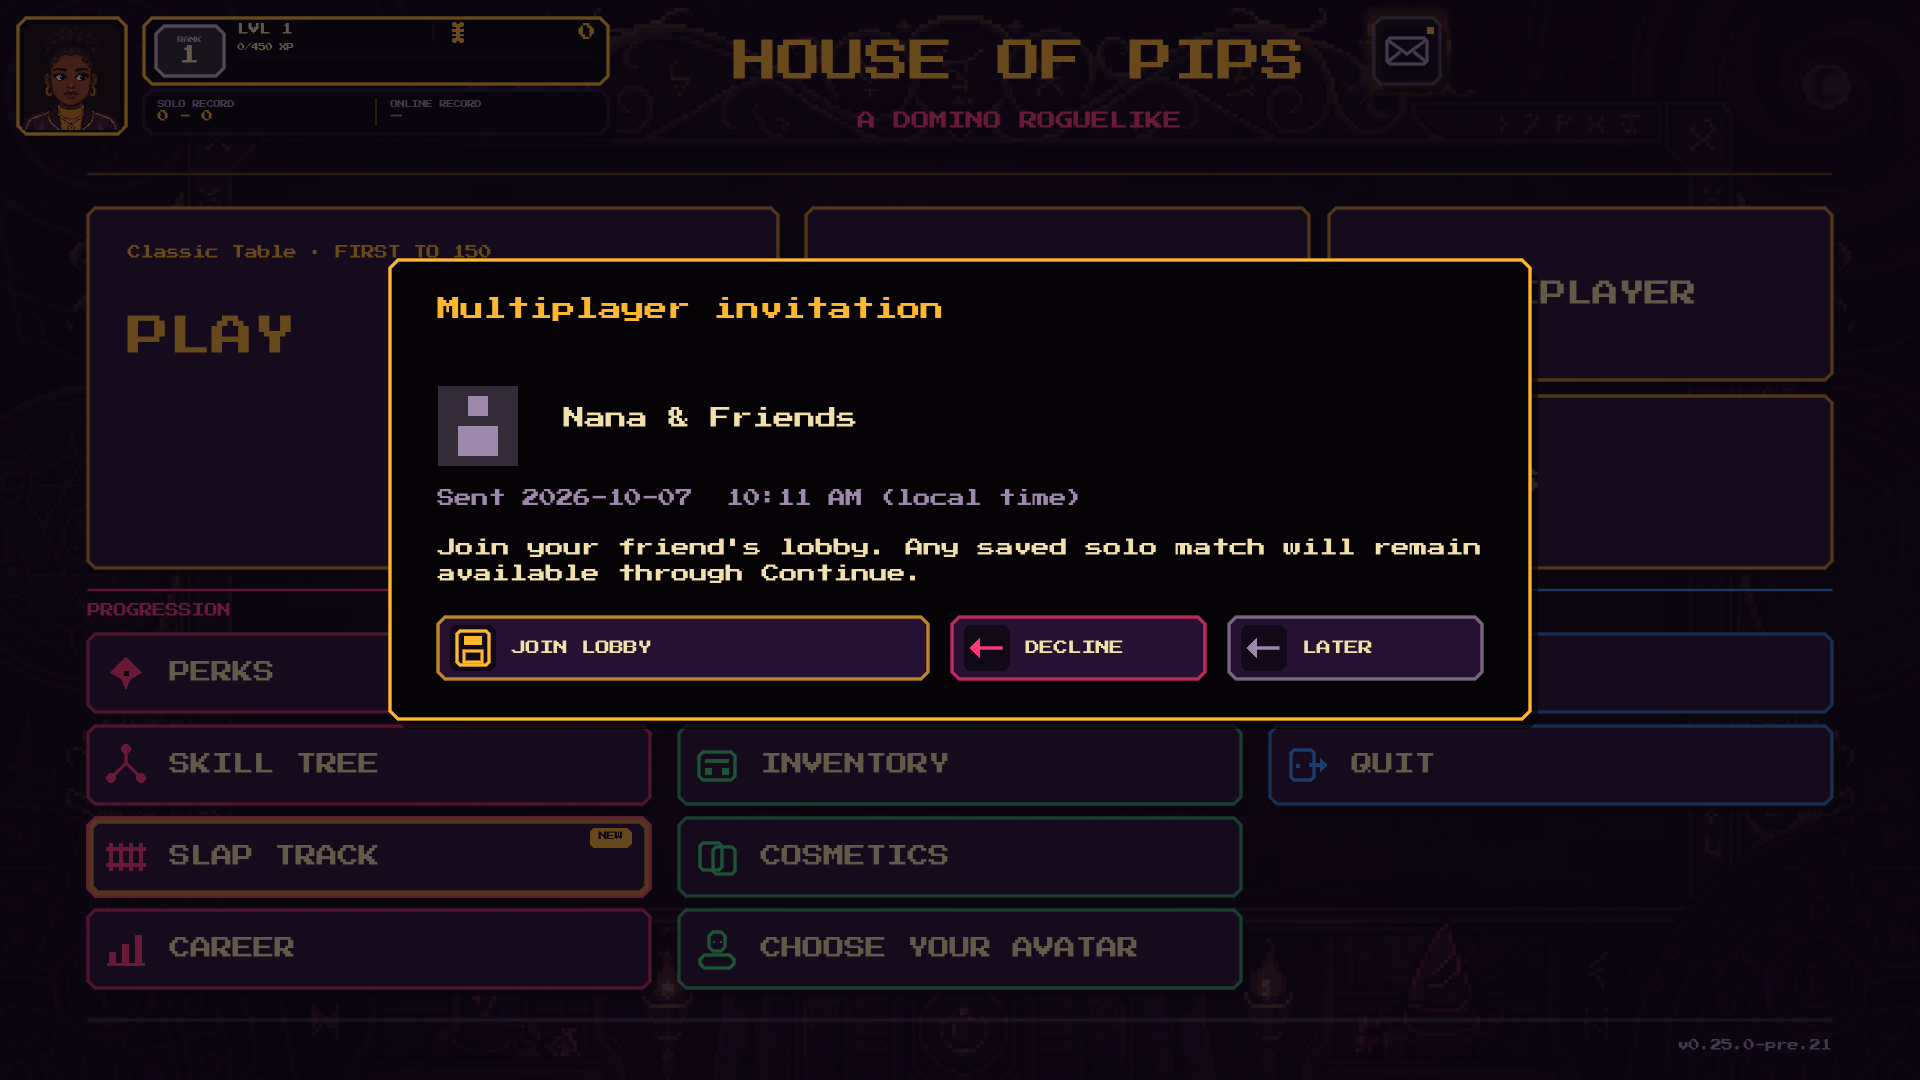 RANK
1
LVL 1
0/450 XP
0
SOLO RECORD
0 - 0
ONLINE RECORD
—
HOUSE OF PIPS
A DOMINO ROGUELIKE
Classic Table · FIRST TO 150
PLAY
PLAYER
Multiplayer invitation
Nana & Friends
Sent 2026-10-07  10:11 AM (local time)
Join your friend's lobby. Any saved solo match will remain
available through Continue.
JOIN LOBBY
DECLINE
LATER
PROGRESSION
PERKS
SKILL TREE
INVENTORY
QUIT
SLAP TRACK
NEW
COSMETICS
CAREER
CHOOSE YOUR AVATAR
v0.25.0-pre.21